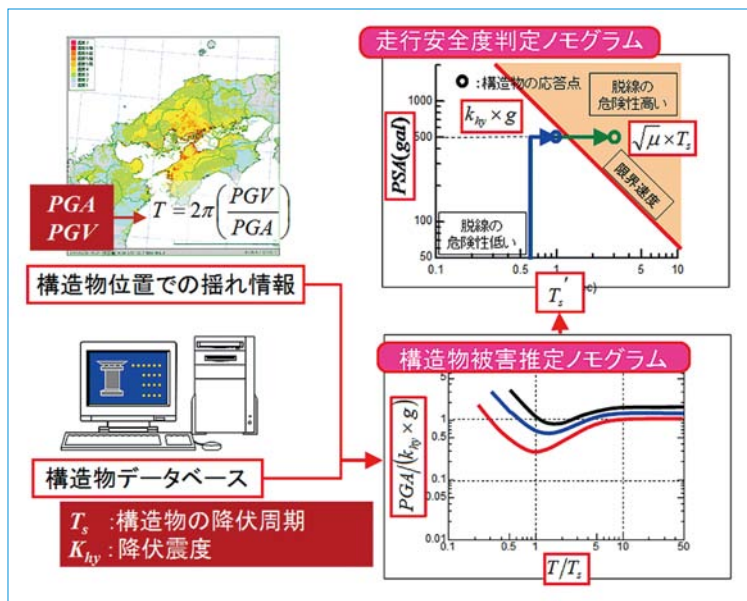 走行安全度判定ノモグラム
PSA(gal)
1000
500
100
50
:構造物の応答点
k_hy × g
脱線の
危険性高い
√μ × T_s
限界速度
脱線の
危険性低い
0.1
0.5
1
5
10
T_s'
c)
PGA
PGV
T = 2π(PGV/PGA)
構造物位置での揺れ情報
構造物データベース
T_s :構造物の降伏周期
K_hy :降伏震度
構造物被害推定ノモグラム
PGA/(k_hy × g)
5
1
0.5
0.1
0.05
0.01
0.1
0.5
1
5
10
50
T/T_s